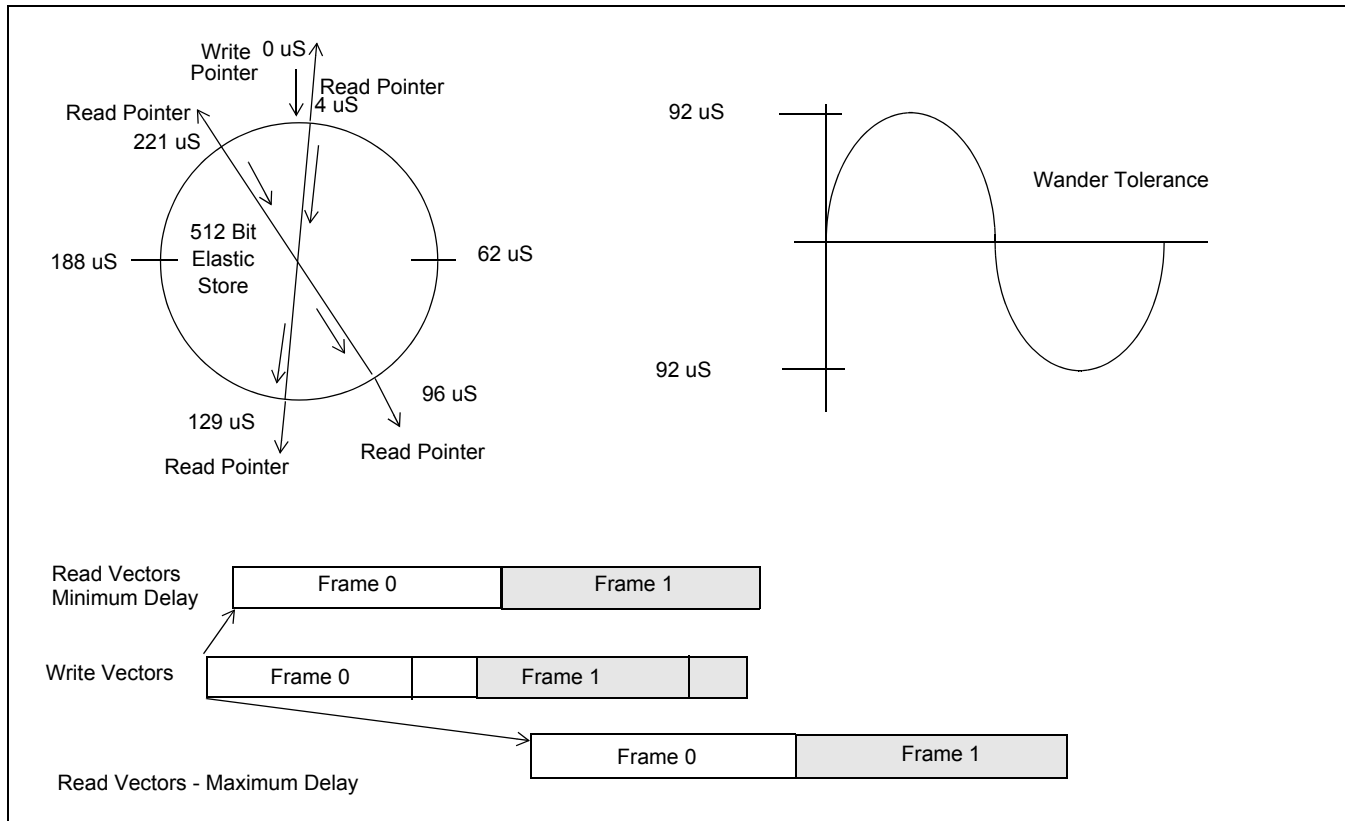 Write 0 uS
Pointer
Read Pointer
4 uS
Read Pointer
221 uS
92 uS
Wander Tolerance
512 Bit
Elastic
Store
188 uS
62 uS
92 uS
96 uS
129 uS
Read Pointer
Read Pointer
Read Vectors
Minimum Delay
Frame 0
Frame 1
Write Vectors
Frame 0
Frame 1
Frame 0
Frame 1
Read Vectors - Maximum Delay